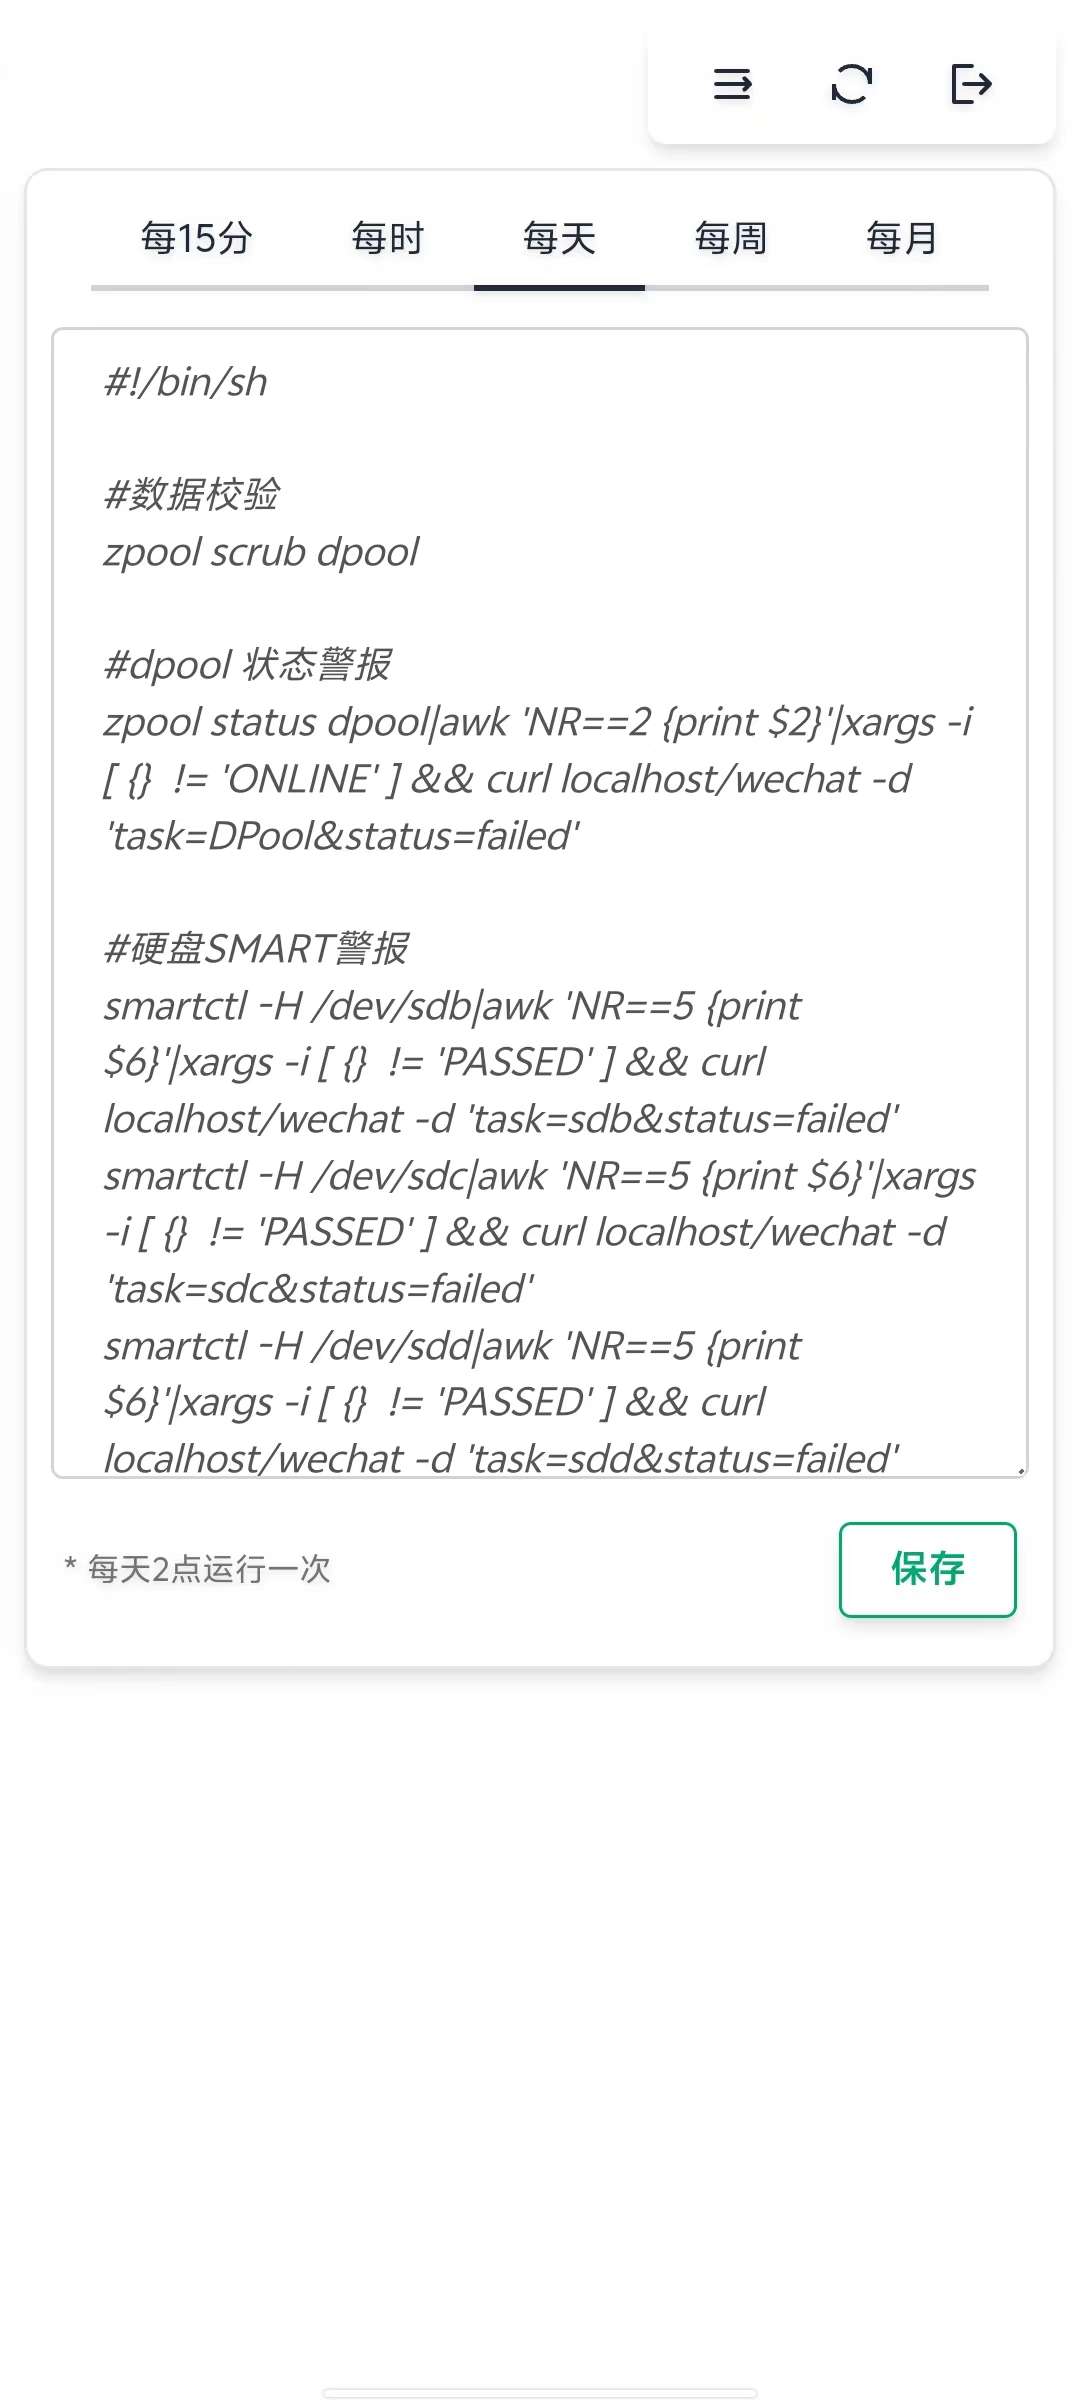 每15分 每时 每天 每周 每月
#!/bin/sh
#数据校验
zpool scrub dpool
#dpool 状态警报
zpool status dpool|awk 'NR==2 {print $2}'|xargs -i
[ {}  != 'ONLINE' ] && curl localhost/wechat -d
'task=DPool&status=failed'
#硬盘SMART警报
smartctl -H /dev/sdb|awk 'NR==5 {print
$6}'|xargs -i [ {}  != 'PASSED' ] && curl
localhost/wechat -d 'task=sdb&status=failed'
smartctl -H /dev/sdc|awk 'NR==5 {print $6}'|xargs
-i [ {}  != 'PASSED' ] && curl localhost/wechat -d
'task=sdc&status=failed'
smartctl -H /dev/sdd|awk 'NR==5 {print
$6}'|xargs -i [ {}  != 'PASSED' ] && curl
localhost/wechat -d 'task=sdd&status=failed'
* 每天2点运行一次
保存